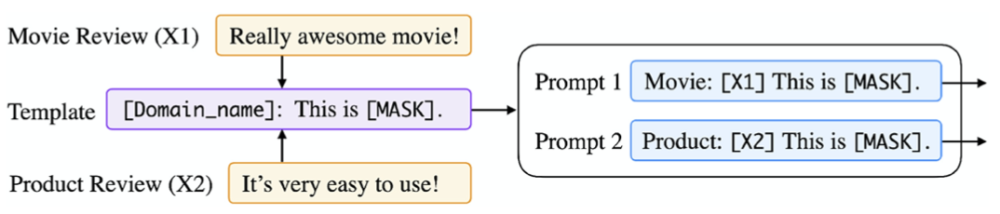 Movie Review (X1) Really awesome movie!
Template [Domain_name]: This is [MASK].
Product Review (X2) It's very easy to use!
Prompt 1 Movie: [X1] This is [MASK].
Prompt 2 Product: [X2] This is [MASK].